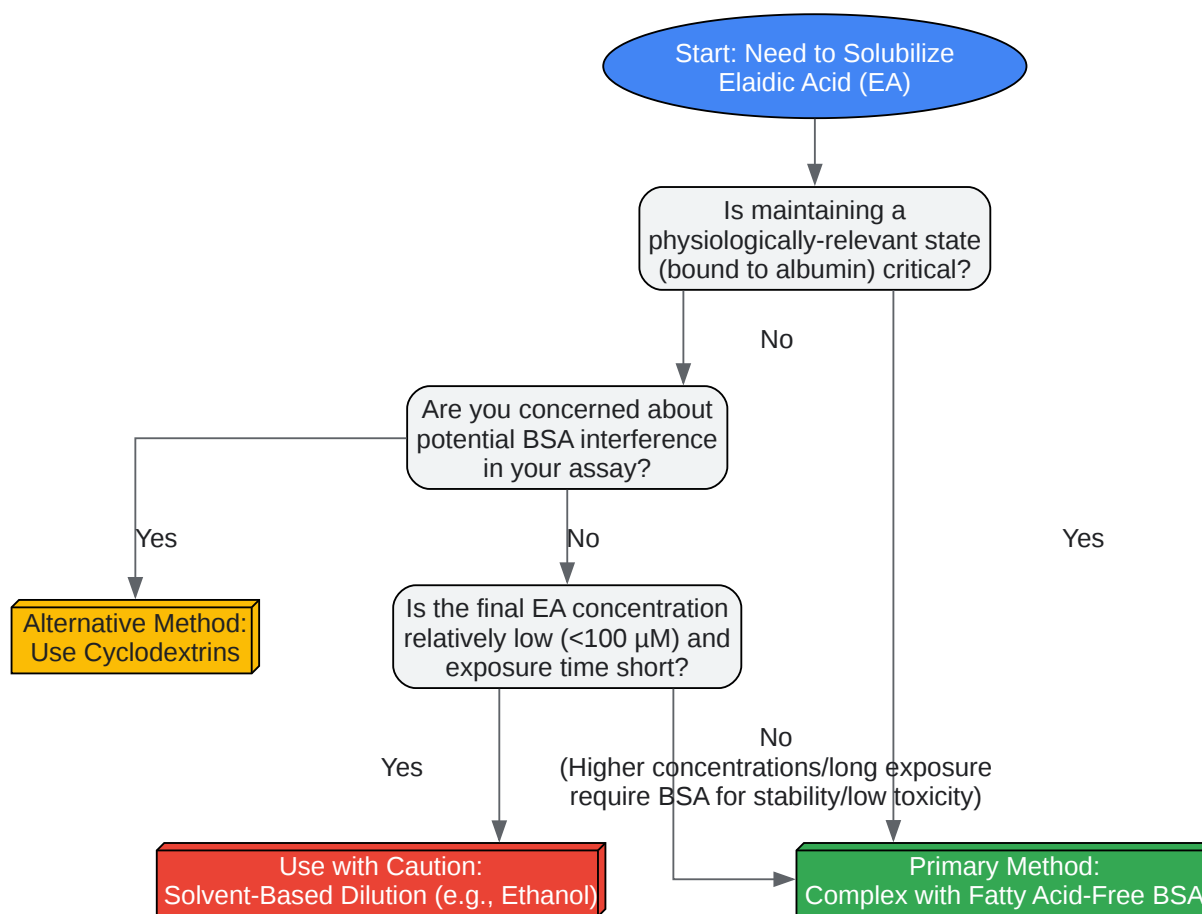 Start: Need to Solubilize
Elaidic Acid (EA)
Is maintaining a
physiologically-relevant state
(bound to albumin) critical?
No
Are you concerned about
potential BSA interference
in your assay?
Yes
No
Yes
Alternative Method:
Use Cyclodextrins
Is the final EA concentration
relatively low (<100 µM) and
exposure time short?
Yes
No
(Higher concentrations/long exposure
require BSA for stability/low toxicity)
Use with Caution:
Solvent-Based Dilution (e.g., Ethanol)
Primary Method:
Complex with Fatty Acid-Free BSA